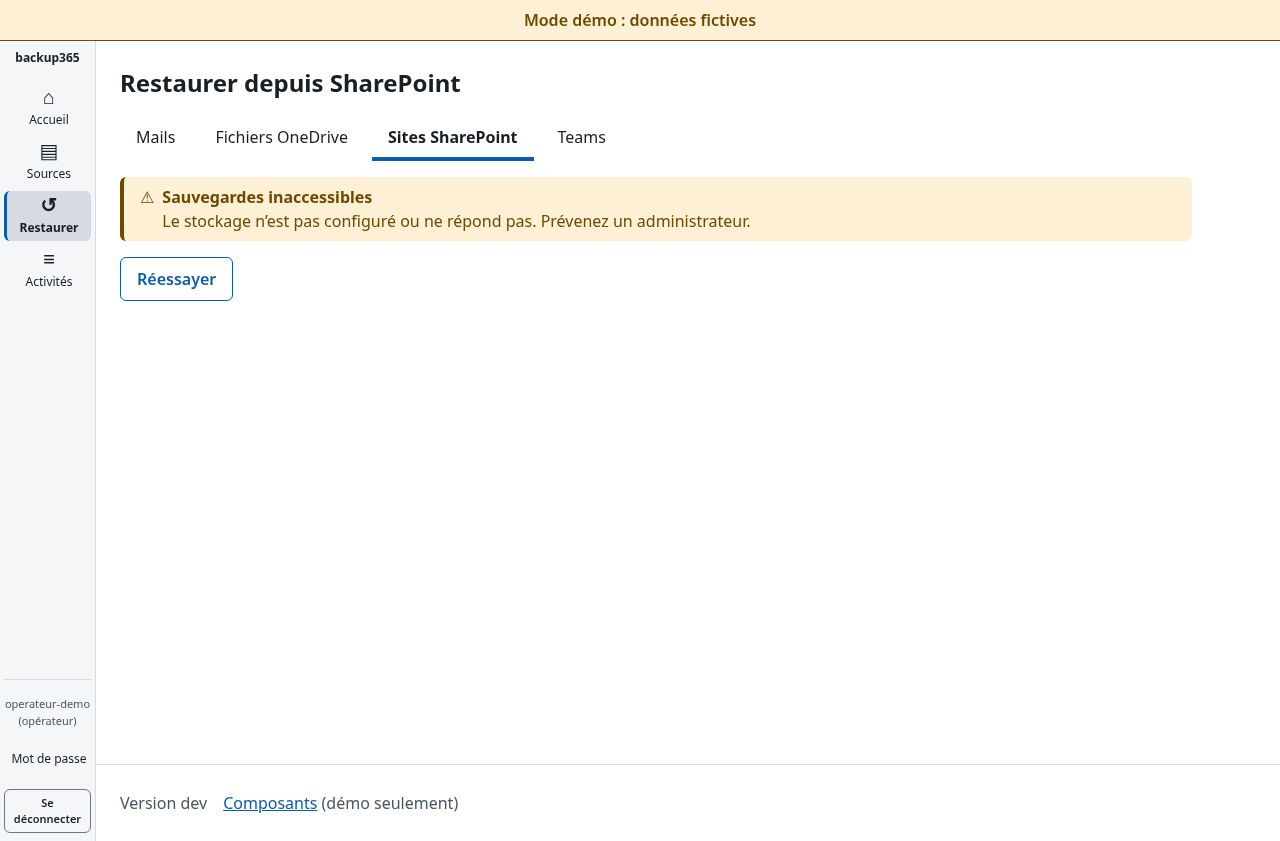 Mode démo : données fictives
backup365
Accueil
Sources
Restaurer
Activités
operateur-demo
(opérateur)
Mot de passe
Se
déconnecter
Restaurer depuis SharePoint
Mails
Fichiers OneDrive
Sites SharePoint
Teams
⚠ Sauvegardes inaccessibles
Le stockage n’est pas configuré ou ne répond pas. Prévenez un administrateur.
Réessayer
Version dev Composants (démo seulement)